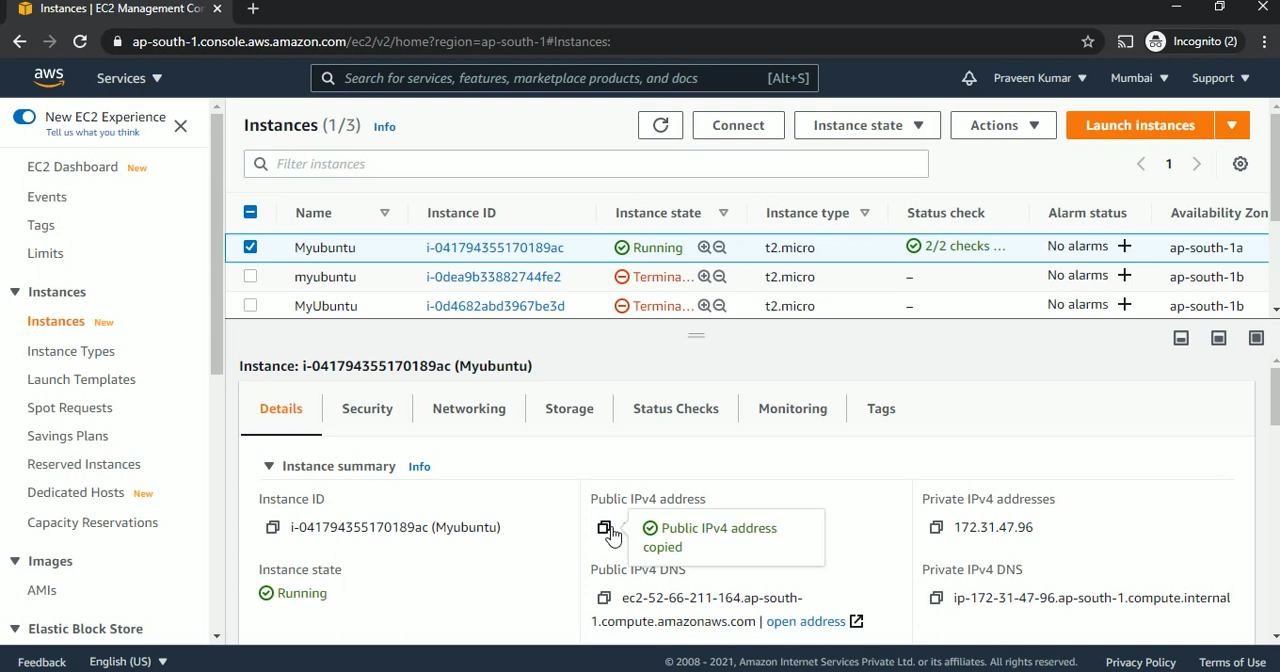 Instances | EC2 Management Con
ap-south-1.console.aws.amazon.com/ec2/v2/home?region=ap-south-1#Instances:
Incognito (2)
aws
Services
Search for services, features, marketplace products, and docs [Alt+S]
Praveen Kumar
Mumbai
Support
New EC2 Experience
Tell us what you think
EC2 Dashboard New
Events
Tags
Limits
Instances
Instances New
Instance Types
Launch Templates
Spot Requests
Savings Plans
Reserved Instances
Dedicated Hosts New
Capacity Reservations
Images
AMIs
Elastic Block Store
Instances (1/3) Info
Connect
Instance state
Actions
Launch instances
Filter instances
1
Name Instance ID Instance state Instance type Status check Alarm status Availability Zon
Myubuntu i-041794355170189ac Running t2.micro 2/2 checks ... No alarms + ap-south-1a
myubuntu i-0dea9b33882744fe2 Termina... t2.micro – No alarms + ap-south-1b
MyUbuntu i-0d4682abd3967be3d Termina... t2.micro – No alarms + ap-south-1b
Instance: i-041794355170189ac (Myubuntu)
Details Security Networking Storage Status Checks Monitoring Tags
Instance summary Info
Instance ID
i-041794355170189ac (Myubuntu)
Instance state
Running
Public IPv4 address
Public IPv4 address
copied
Public IPv4 DNS
ec2-52-66-211-164.ap-south-
1.compute.amazonaws.com | open address
Private IPv4 addresses
172.31.47.96
Private IPv4 DNS
ip-172-31-47-96.ap-south-1.compute.internal
Feedback
English (US)
© 2008 - 2021, Amazon Internet Services Private Ltd. or its affiliates. All rights reserved.
Privacy Policy
Terms of Use